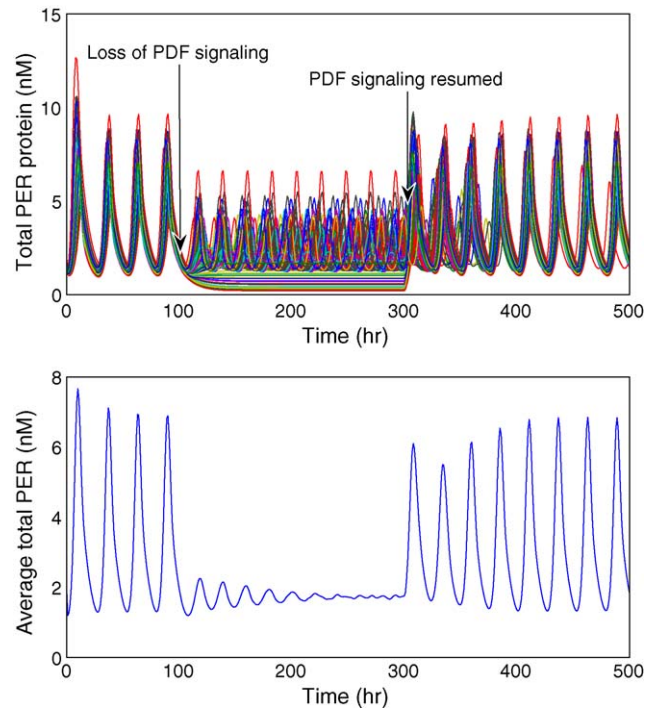 15
Loss of PDF signaling
PDF signaling resumed
10
5
0
Total PER protein (nM)
0 100 200 300 400 500
Time (hr)
8
6
4
2
0
Average total PER (nM)
0 100 200 300 400 500
Time (hr)